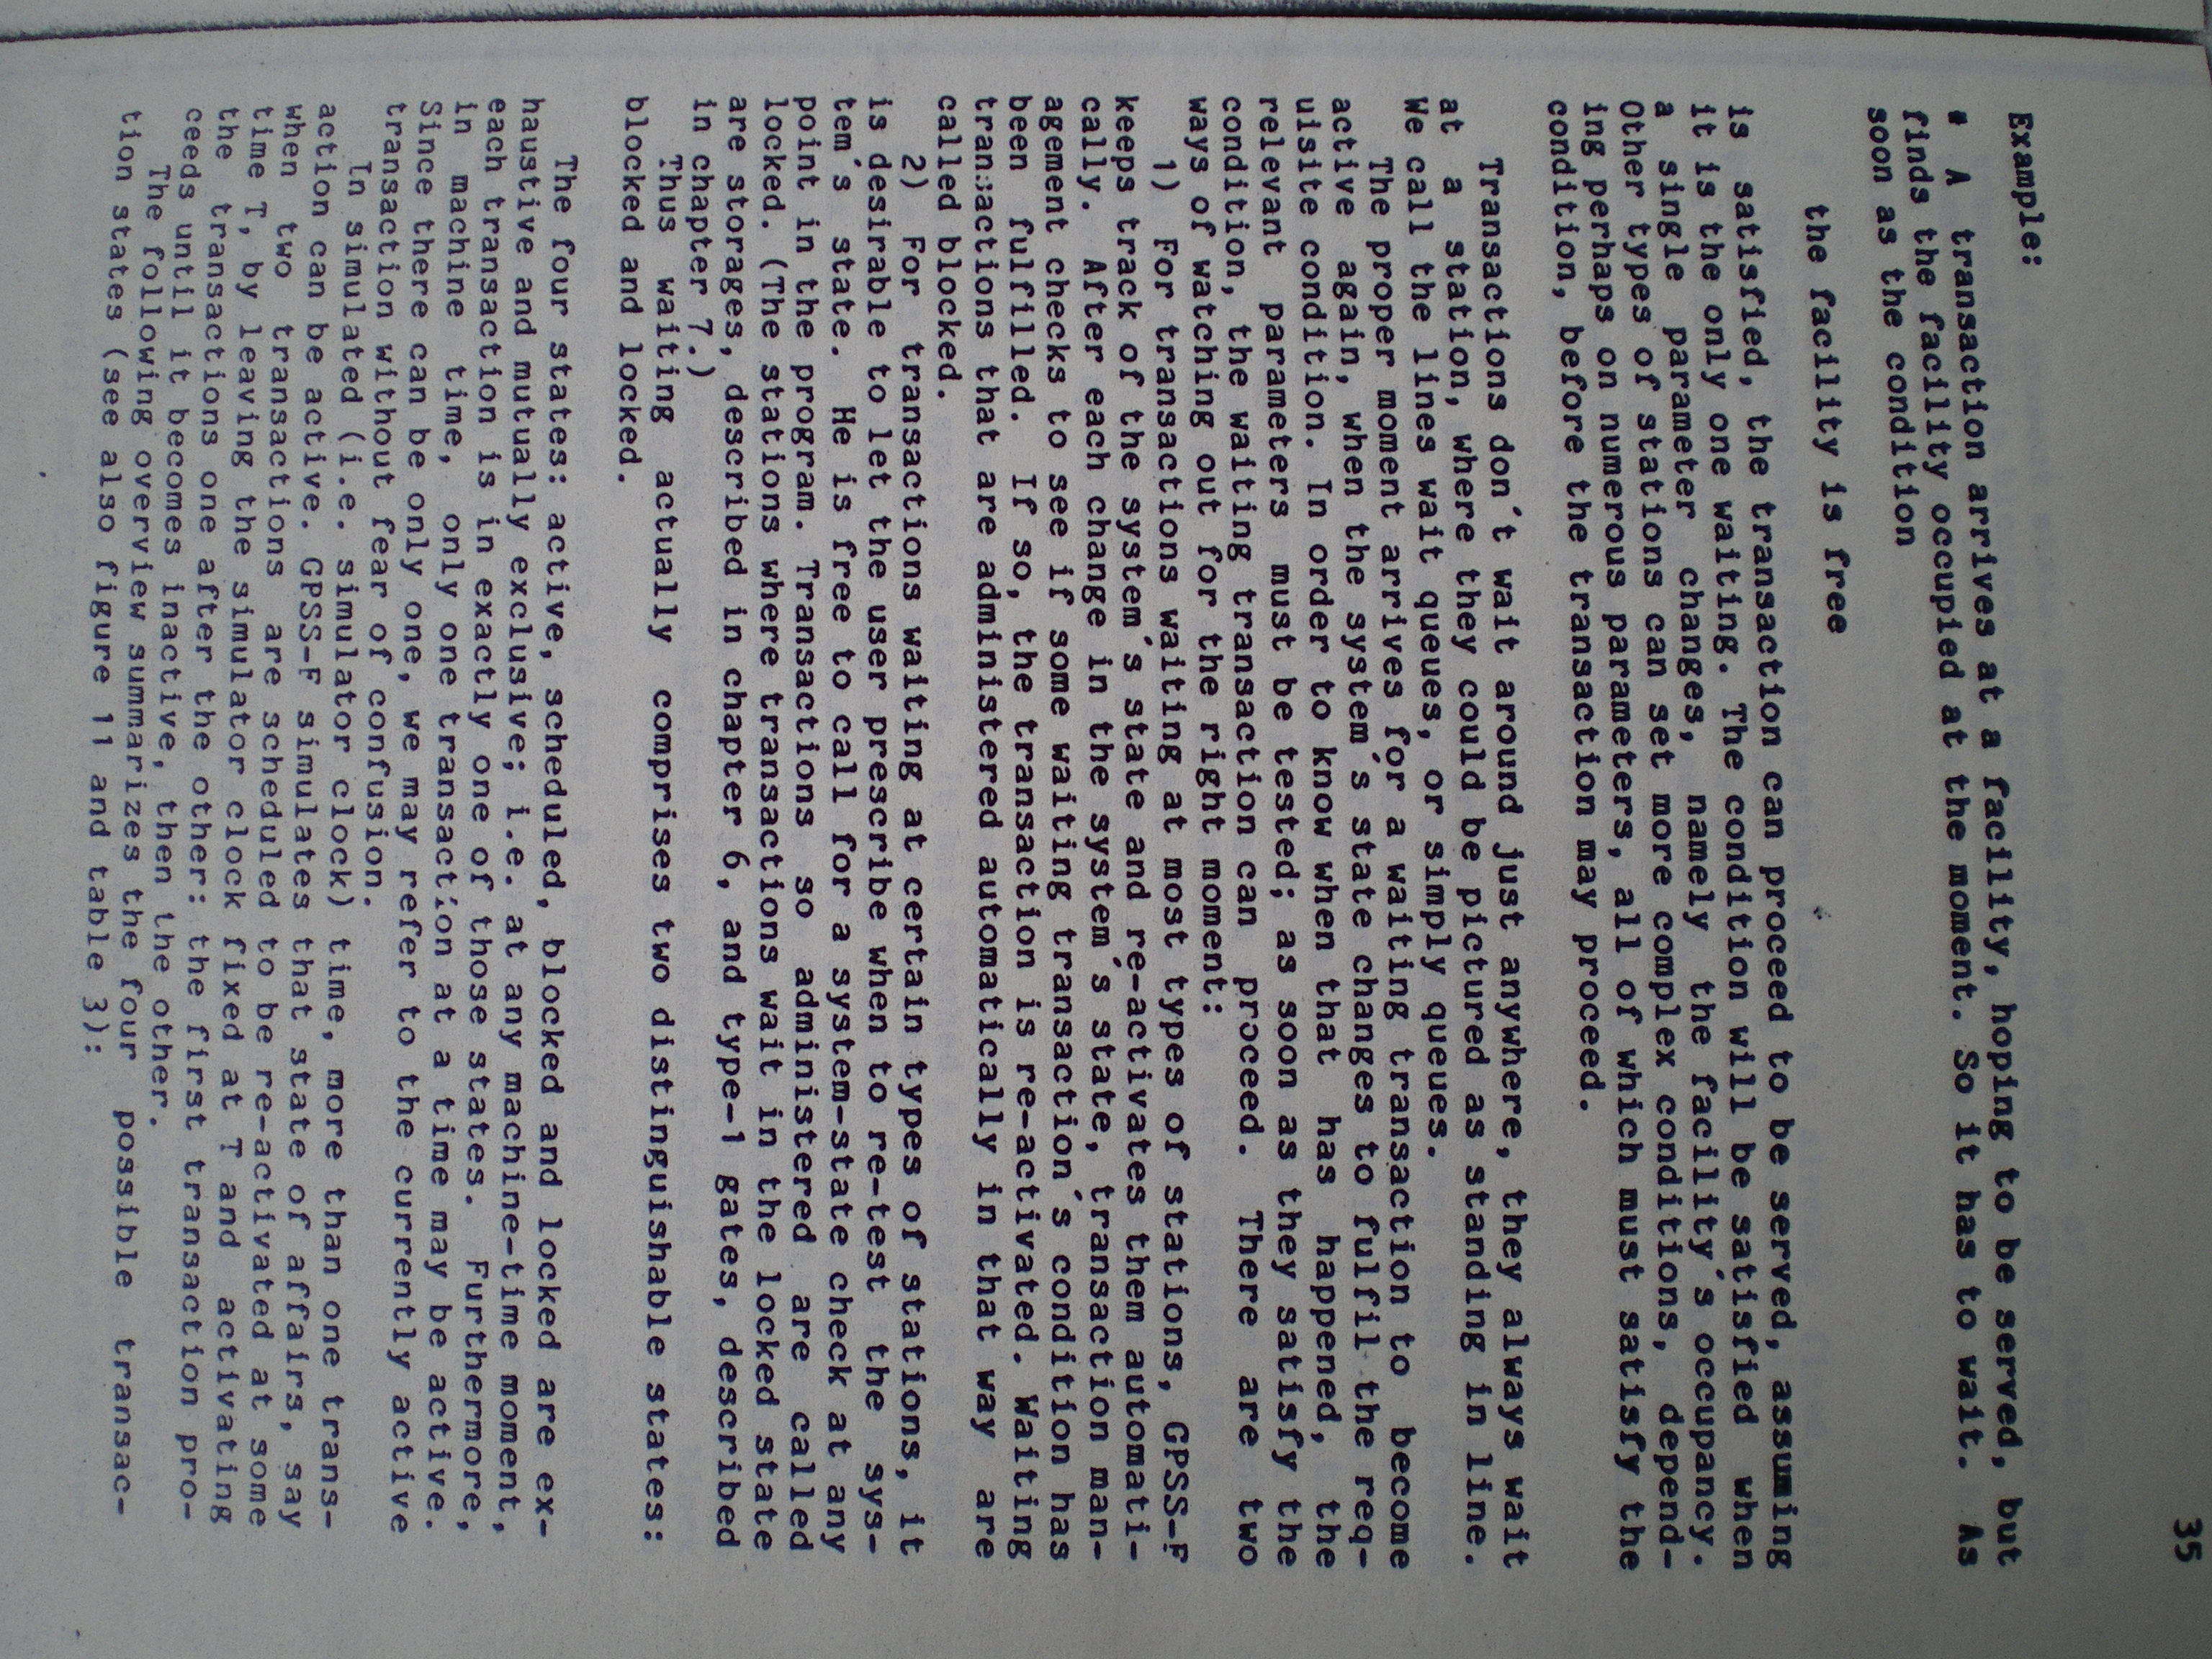 35
Example:
* A transaction arrives at a facility, hoping to be served, but
finds the facility occupied at the moment. So it has to wait. As
soon as the condition
the facility is free
is satisfied, the transaction can proceed to be served, assuming
it is the only one waiting. The condition will be satisfied when
a single parameter changes, namely the facility´s occupancy.
Other types of stations can set more complex conditions, depend-
ing perhaps on numerous parameters, all of which must satisfy the
condition, before the transaction may proceed.
Transactions don´t wait around just anywhere, they always wait
at a station, where they could be pictured as standing in line.
We call the lines wait queues, or simply queues.
The proper moment arrives for a waiting transaction to become
active again, when the system´s state changes to fulfil the req-
uisite condition. In order to know when that has happened, the
relevant parameters must be tested; as soon as they satisfy the
condition, the waiting transaction can proceed. There are two
ways of watching out for the right moment:
1) For transactions waiting at most types of stations, GPSS-F
keeps track of the system´s state and re-activates them automati-
cally. After each change in the system´s state, transaction man-
agement checks to see if some waiting transaction´s condition has
been fulfilled. If so, the transaction is re-activated. Waiting
transactions that are administered automatically in that way are
called blocked.
2) For transactions waiting at certain types of stations, it
is desirable to let the user prescribe when to re-test the sys-
tem´s state. He is free to call for a system-state check at any
point in the program. Transactions so administered are called
locked. (The stations where transactions wait in the locked state
are storages, described in chapter 6, and type-1 gates, described
in chapter 7.)
Thus waiting actually comprises two distinguishable states:
blocked and locked.
The four states: active, scheduled, blocked and locked are ex-
haustive and mutually exclusive; i.e. at any machine-time moment,
each transaction is in exactly one of those states. Furthermore,
in machine time, only one transaction at a time may be active.
Since there can be only one, we may refer to the currently active
transaction without fear of confusion.
In simulated (i.e. simulator clock) time, more than one trans-
action can be active. GPSS-F simulates that state of affairs, say
when two transactions are scheduled to be re-activated at some
time T, by leaving the simulator clock fixed at T and activating
the transactions one after the other: the first transaction pro-
ceeds until it becomes inactive, then the other.
The following overview summarizes the four possible transac-
tion states (see also figure 11 and table 3):